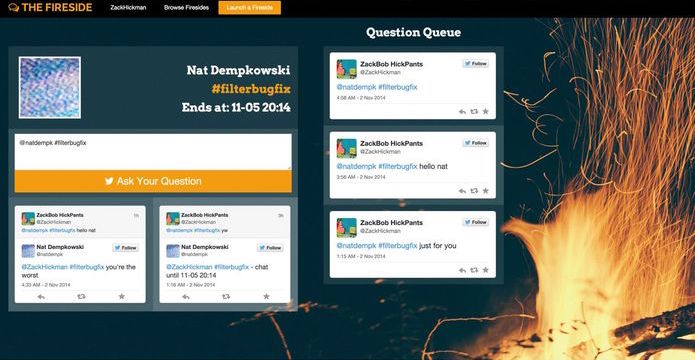 THE FIRESIDE
ZackHickman
Browse Firesides
Launch a Fireside
Nat Dempkowski
#filterbugfix
Ends at: 11-05 20:14
@natdempk #filterbugfix
Ask Your Question
ZackBob HickPants
1h
@ZackHickman
@natdempk #filterbugfix hello nat
Nat Dempkowski
Follow
@natdempk
@ZackHickman #filterbugfix you're the
worst
4:33 AM - 2 Nov 2014
ZackBob HickPants
3h
@ZackHickman
@natdempk #filterbugfix yw
Nat Dempkowski
Follow
@natdempk
@ZackHickman #filterbugfix - chat
until 11-05 20:14
1:16 AM - 2 Nov 2014
Question Queue
ZackBob HickPants
Follow
@ZackHickman
@natdempk #filterbugfix
4:58 AM - 2 Nov 2014
ZackBob HickPants
Follow
@ZackHickman
@natdempk #filterbugfix hello nat
3:56 AM - 2 Nov 2014
ZackBob HickPants
Follow
@ZackHickman
@natdempk #filterbugfix just for you
1:15 AM - 2 Nov 2014